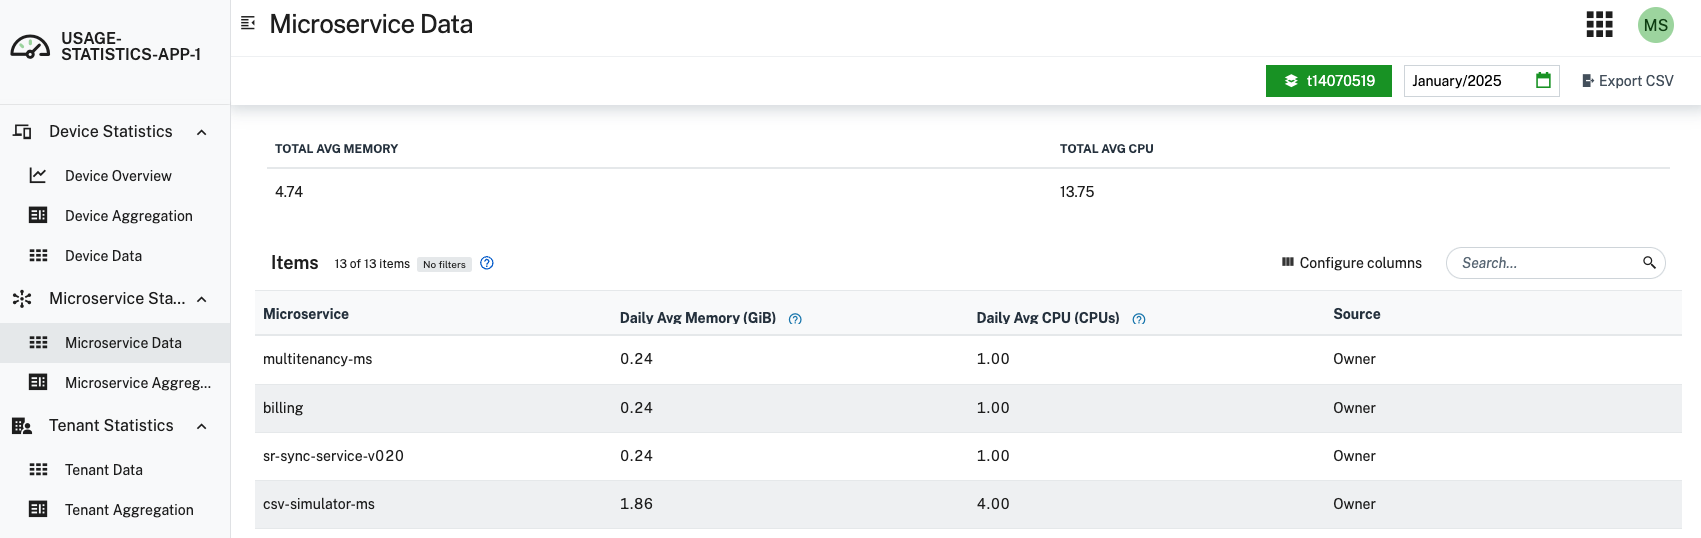 USAGE-
STATISTICS-APP-1
Microservice Data
MS
t14070519
January/2025
Export CSV
Device Statistics
Device Overview
Device Aggregation
Device Data
Microservice Sta...
Microservice Data
Microservice Aggreg...
Tenant Statistics
Tenant Data
Tenant Aggregation
TOTAL AVG MEMORY TOTAL AVG CPU
4.74 13.75
Items 13 of 13 items No filters ?
Configure columns Search...
Microservice Daily Avg Memory (GiB) ? Daily Avg CPU (CPUs) ? Source
multitenancy-ms 0.24 1.00 Owner
billing 0.24 1.00 Owner
sr-sync-service-v020 0.24 1.00 Owner
csv-simulator-ms 1.86 4.00 Owner